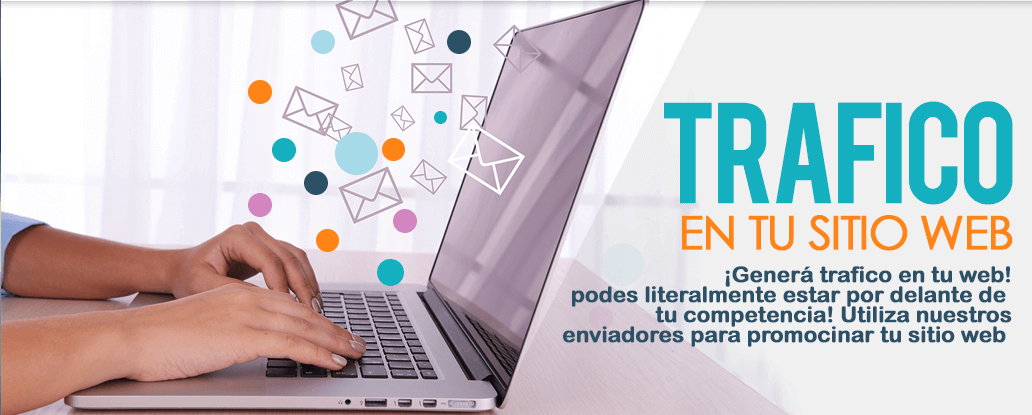 TRAFICO
EN TU SITIO WEB
¡Generá trafico en tu web!
podes literalmente estar por delante de
tu competencia! Utiliza nuestros
enviadores para promocinar tu sitio web